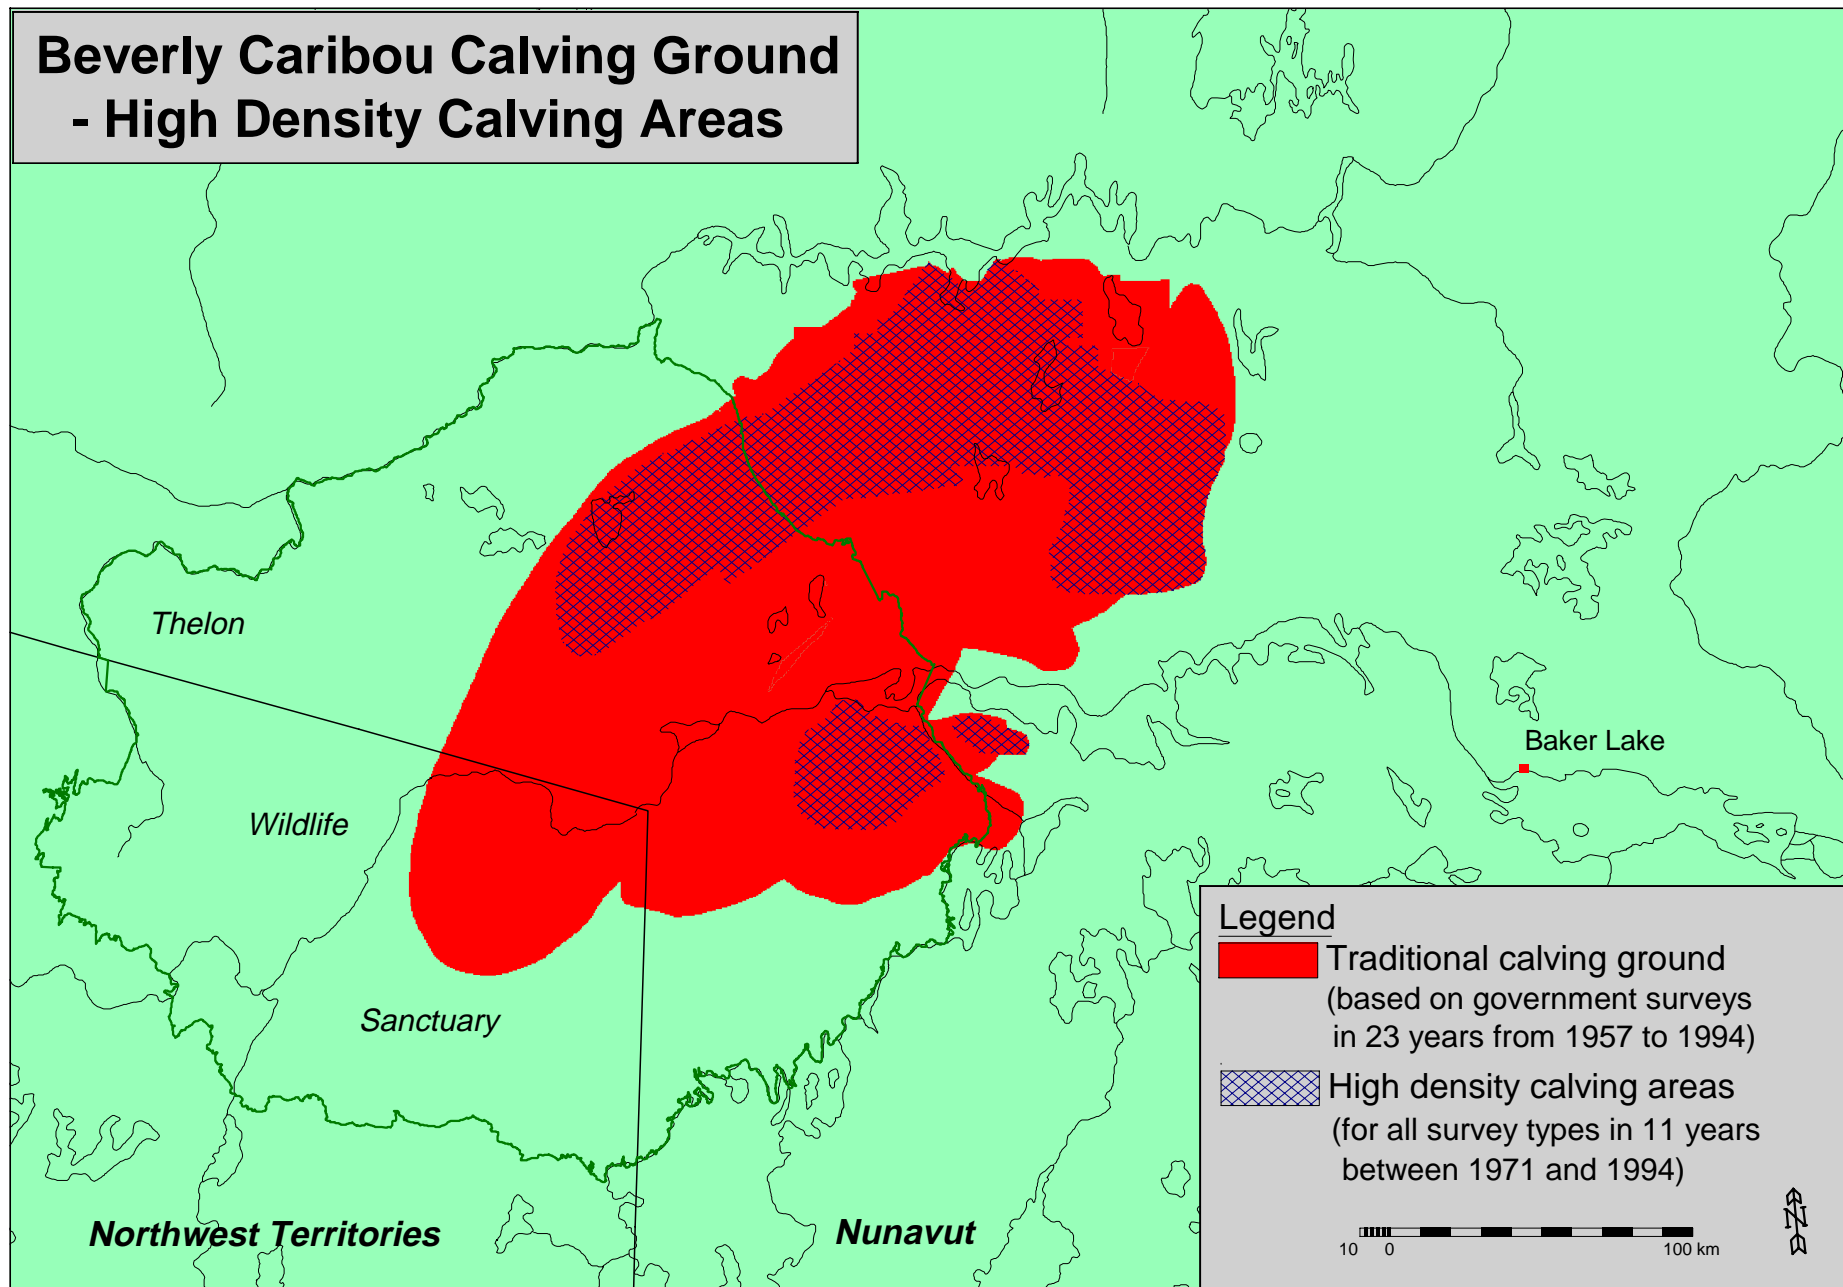 Beverly Caribou Calving Ground
- High Density Calving Areas
Thelon
Wildlife
Sanctuary
Baker Lake
Northwest Territories
Nunavut
Legend
Traditional calving ground
(based on government surveys
in 23 years from 1957 to 1994)
High density calving areas
(for all survey types in 11 years
between 1971 and 1994)
N
10 0 100 km